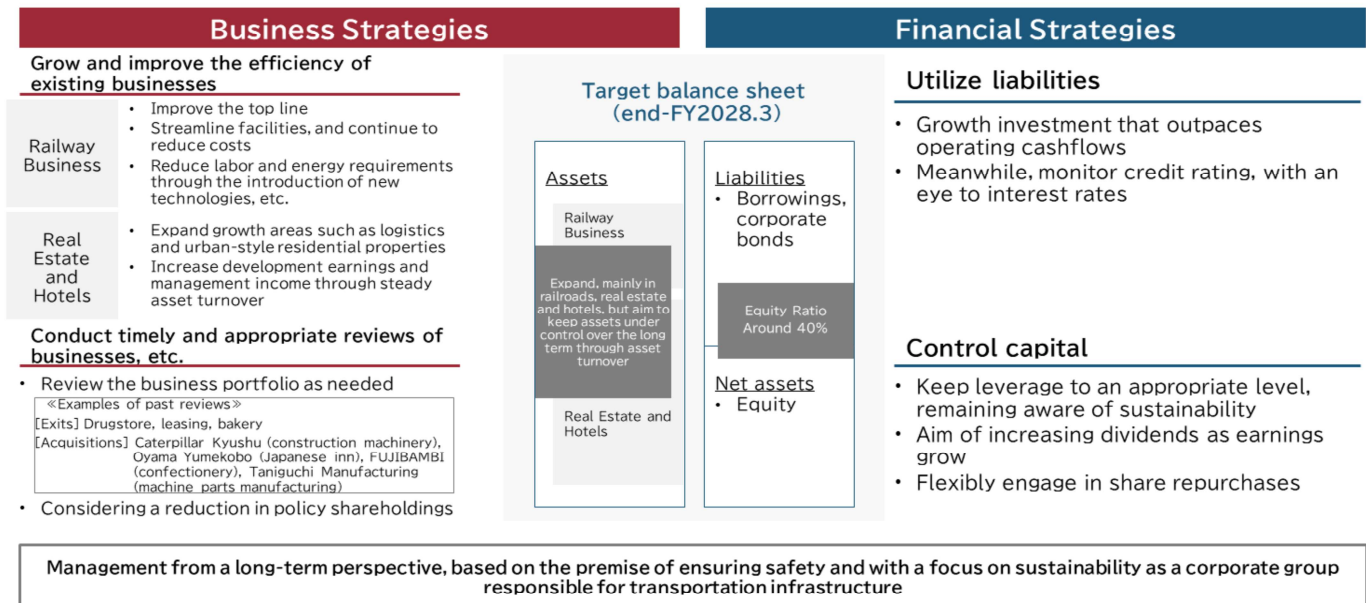 Business Strategies
Grow and improve the efficiency of
existing businesses
Railway
Business
• Improve the top line
• Streamline facilities, and continue to
reduce costs
• Reduce labor and energy requirements
through the introduction of new
technologies, etc.
Real
Estate
and
Hotels
• Expand growth areas such as logistics
and urban-style residential properties
• Increase development earnings and
management income through steady
asset turnover
Conduct timely and appropriate reviews of
businesses, etc.
• Review the business portfolio as needed
≪Examples of past reviews≫
[Exits] Drugstore, leasing, bakery
[Acquisitions] Caterpillar Kyushu (construction machinery),
Oyama Yumekobo (Japanese inn), FUJIBAMBI
(confectionery), Taniguchi Manufacturing
(machine parts manufacturing)
• Considering a reduction in policy shareholdings
Target balance sheet
(end-FY2028.3)
Assets
Railway
Business
Expand, mainly in
railroads, real estate
and hotels, but aim to
keep assets under
control over the long
term through asset
turnover
Real Estate and
Hotels
Liabilities
• Borrowings,
corporate
bonds
Equity Ratio
Around 40%
Net assets
• Equity
Financial Strategies
Utilize liabilities
• Growth investment that outpaces
operating cashflows
• Meanwhile, monitor credit rating, with an
eye to interest rates
Control capital
• Keep leverage to an appropriate level,
remaining aware of sustainability
• Aim of increasing dividends as earnings
grow
• Flexibly engage in share repurchases
Management from a long-term perspective, based on the premise of ensuring safety and with a focus on sustainability as a corporate group
responsible for transportation infrastructure